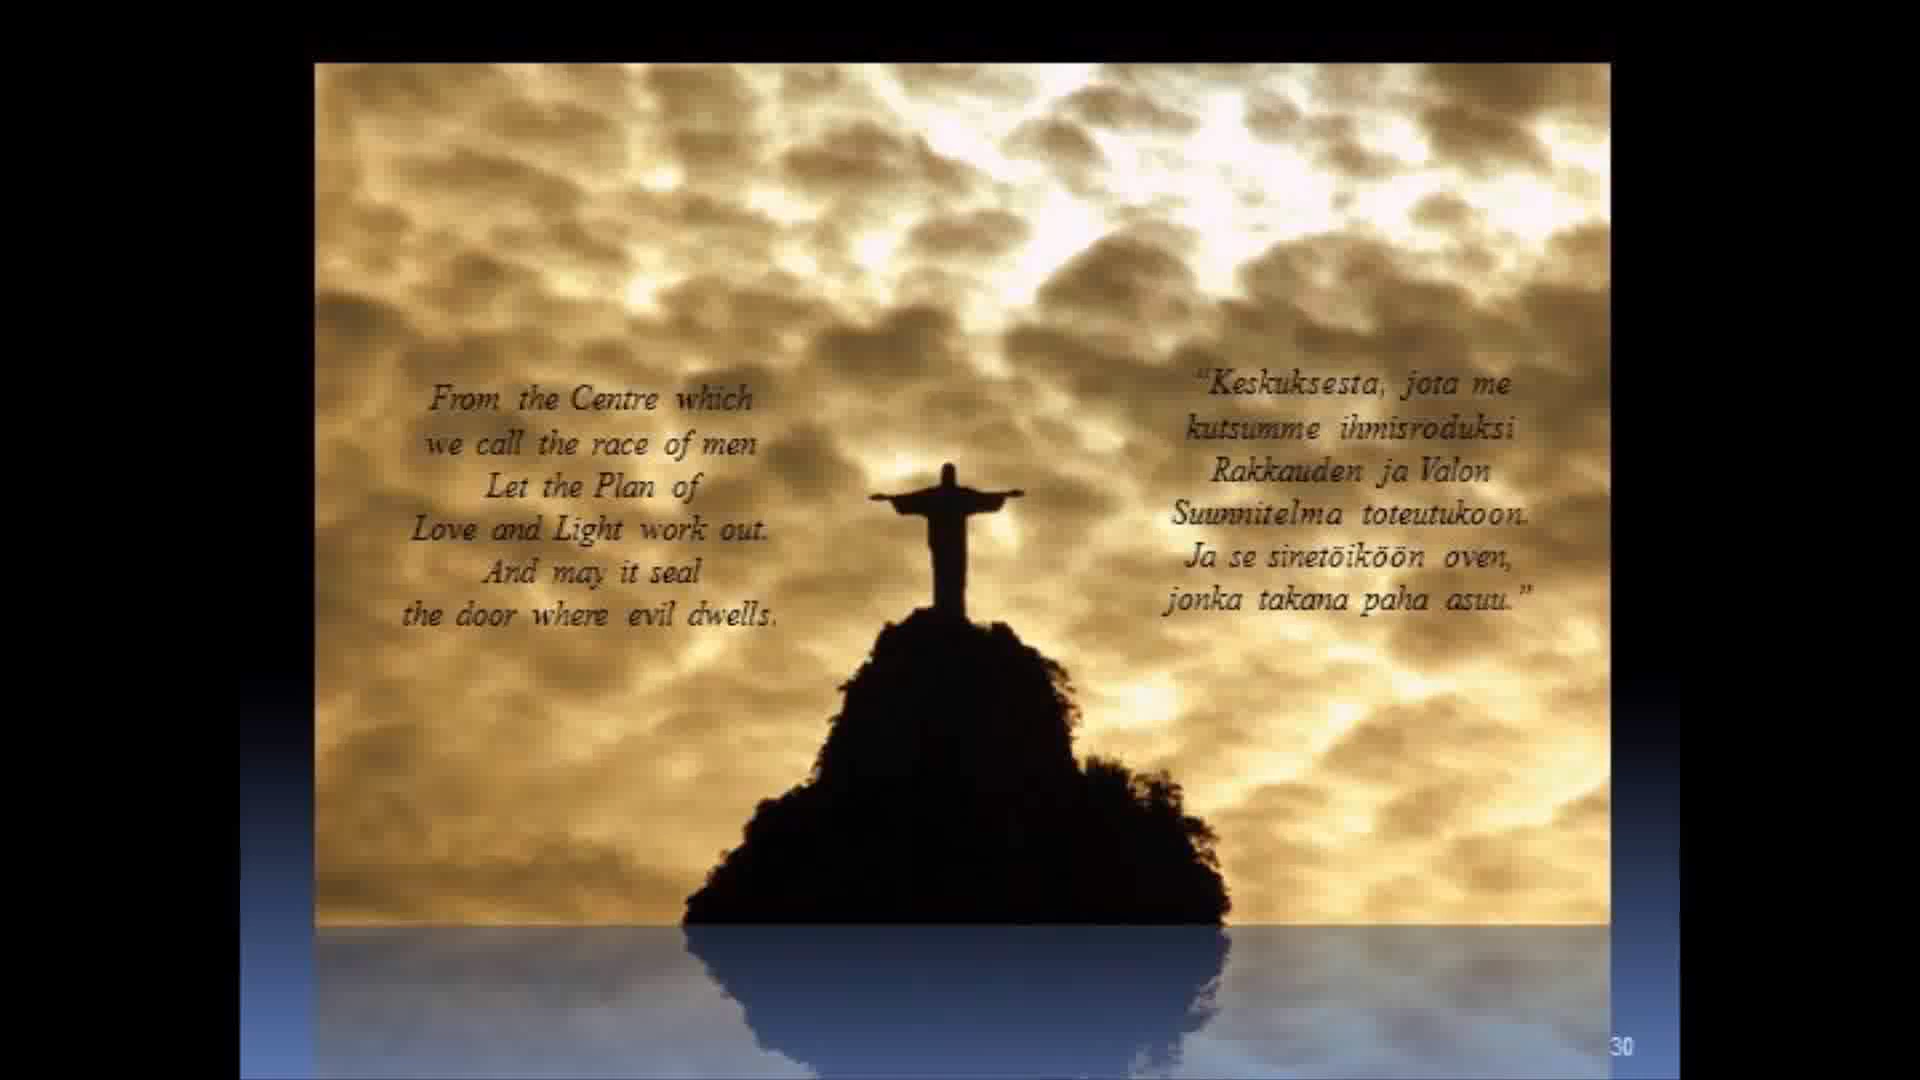 From the Centre which
we call the race of men
Let the Plan of
Love and Light work out.
And may it seal
the door where evil dwells.
“Keskuksesta, jota me
kutsumme ihmisroduksi
Rakkauden ja Valon
Suunnitelma toteutukoon.
Ja se sinetöiköön oven,
jonka takana paha asuu.”
30